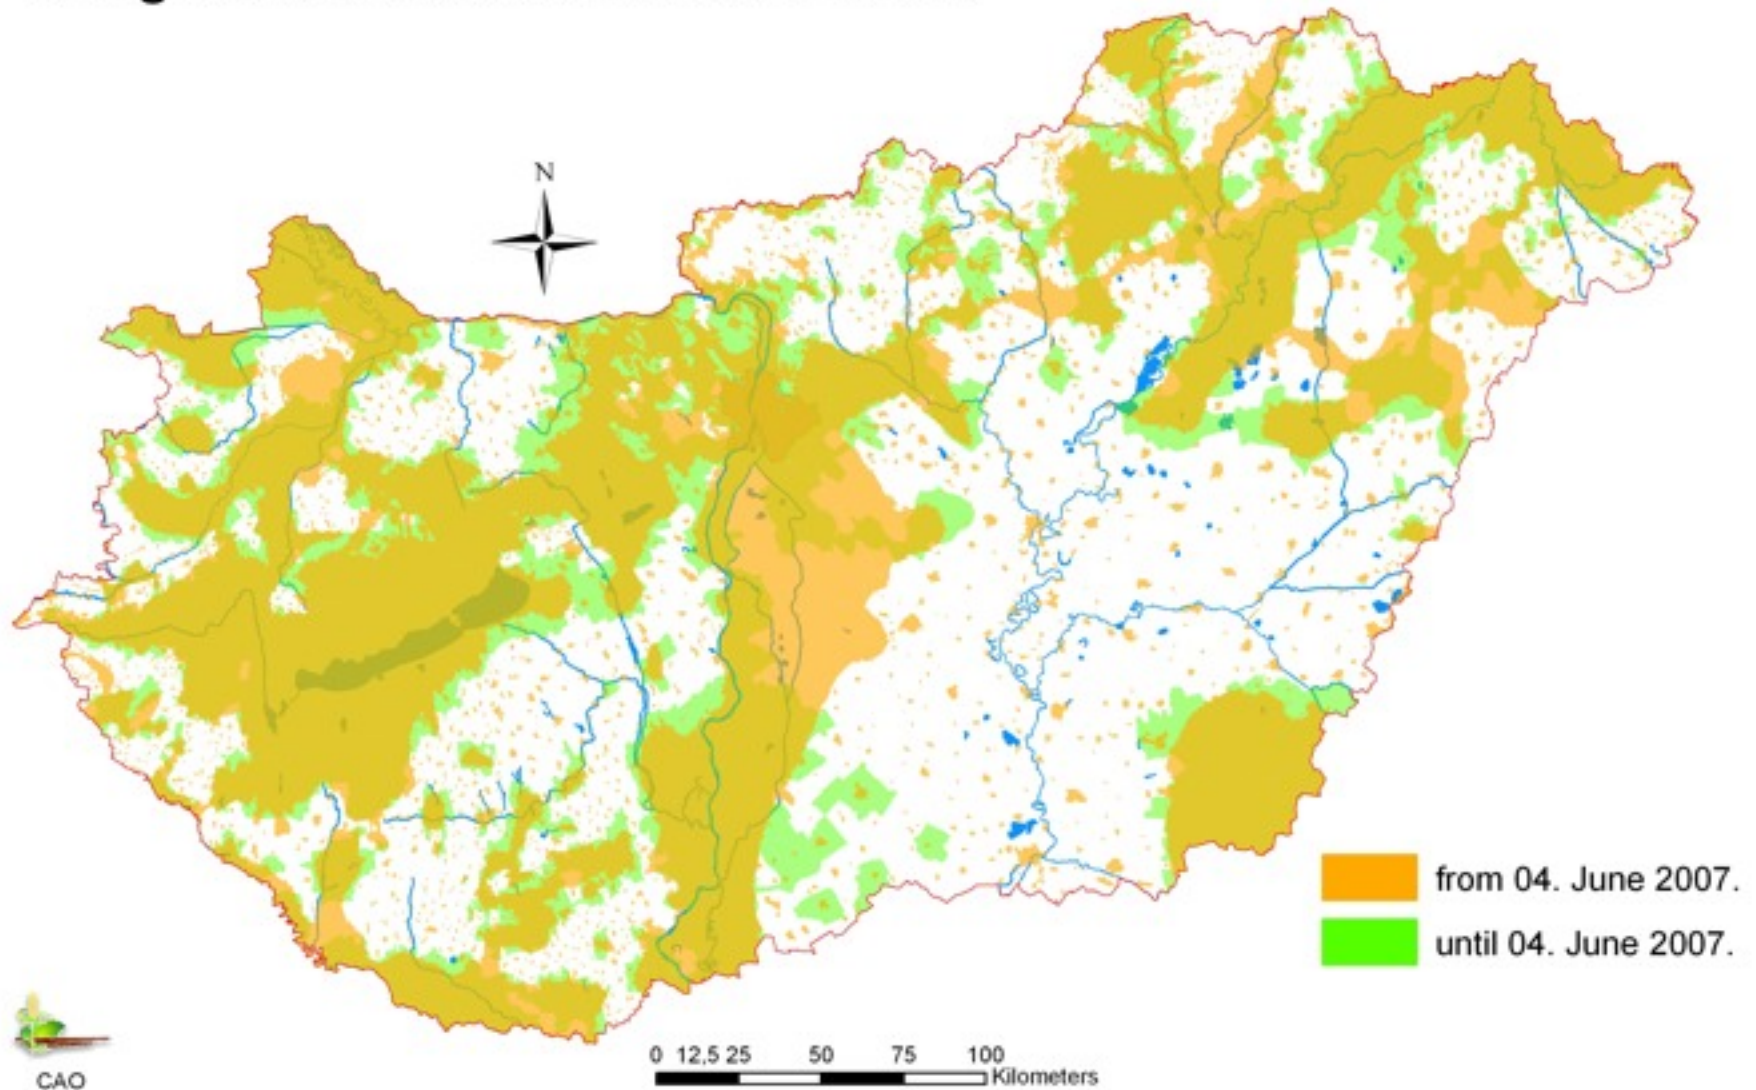 N
from 04. June 2007.
until 04. June 2007.
0 12,5 25 50 75 100
Kilometers
CAO